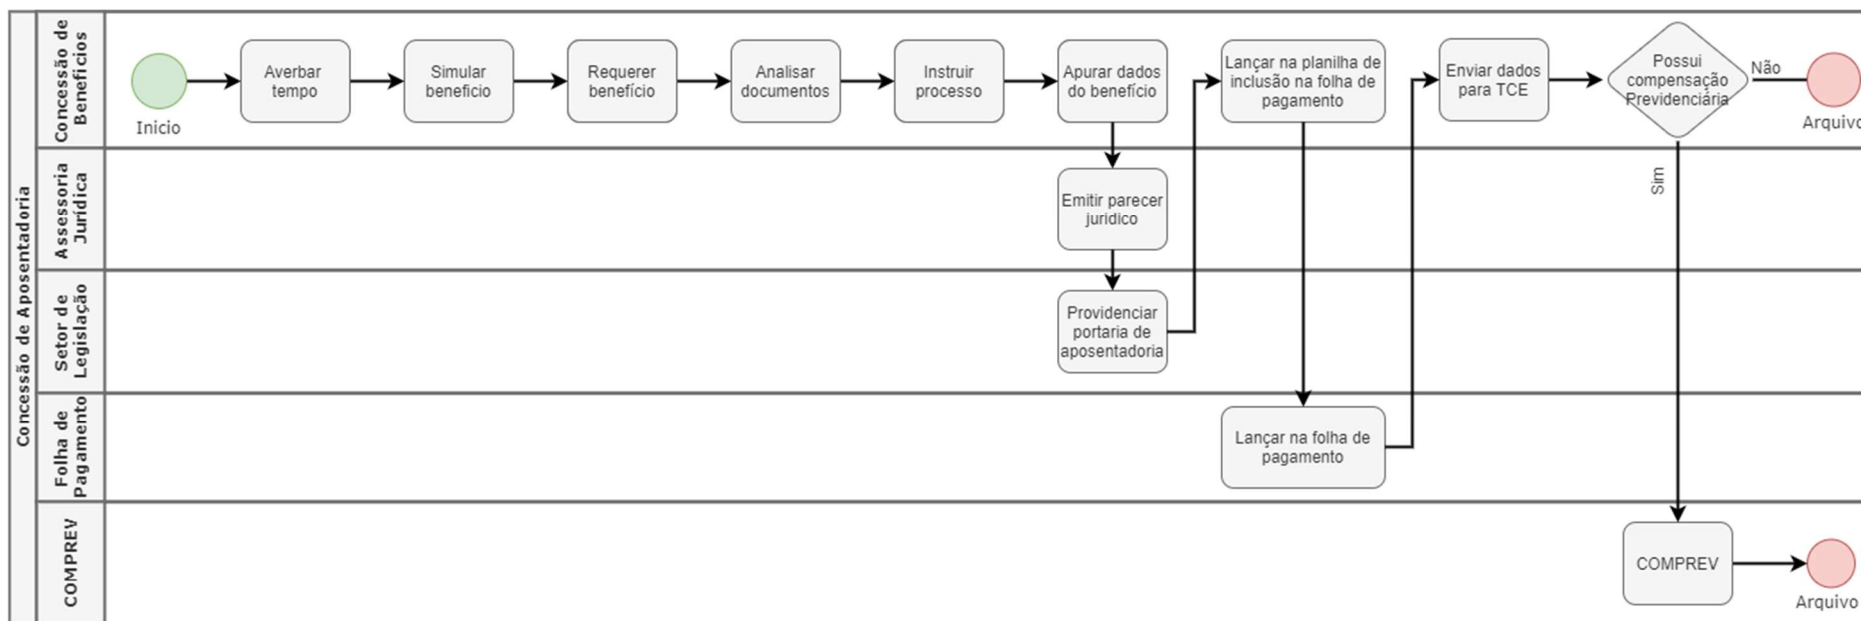 Concessão de Aposentadoria
Concessão de
Beneficios
Inicio
Averbar
tempo
Simular
beneficio
Requerer
benefício
Analisar
documentos
Instruir
processo
Apurar dados
do benefício
Lançar na planilha de
inclusão na folha de
pagamento
Enviar dados
para TCE
Possui
compensação
Previdenciária
Não
Arquivo
Sim
Assessoria
Jurídica
Emitir parecer
juridico
Setor de
Legislação
Providenciar
portaria de
aposentadoria
Folha de
Pagamento
Lançar na folha de
pagamento
COMPREV
COMPREV
Arquivo